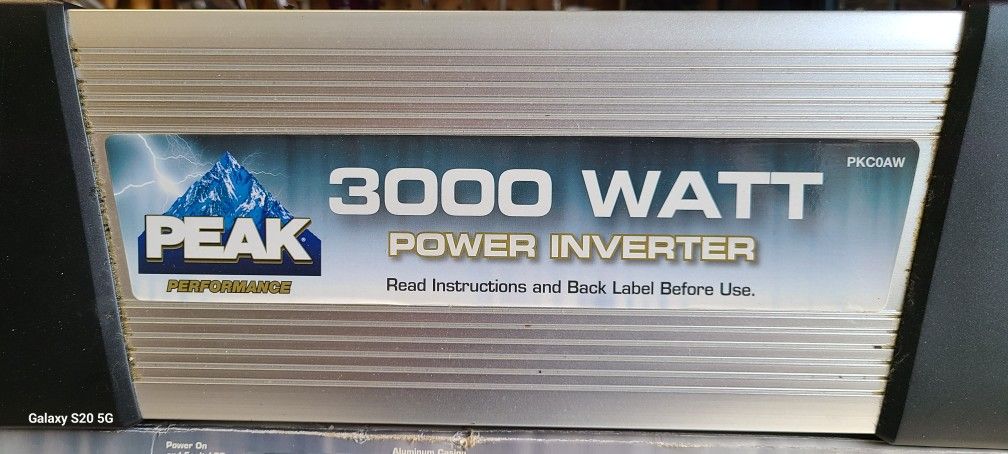 PKC0AW
3000 WATT
PEAK
POWER INVERTER
PERFORMANCE
Read Instructions and Back Label Before Use.
Galaxy S20 5G
Power On
Aluminum Casing